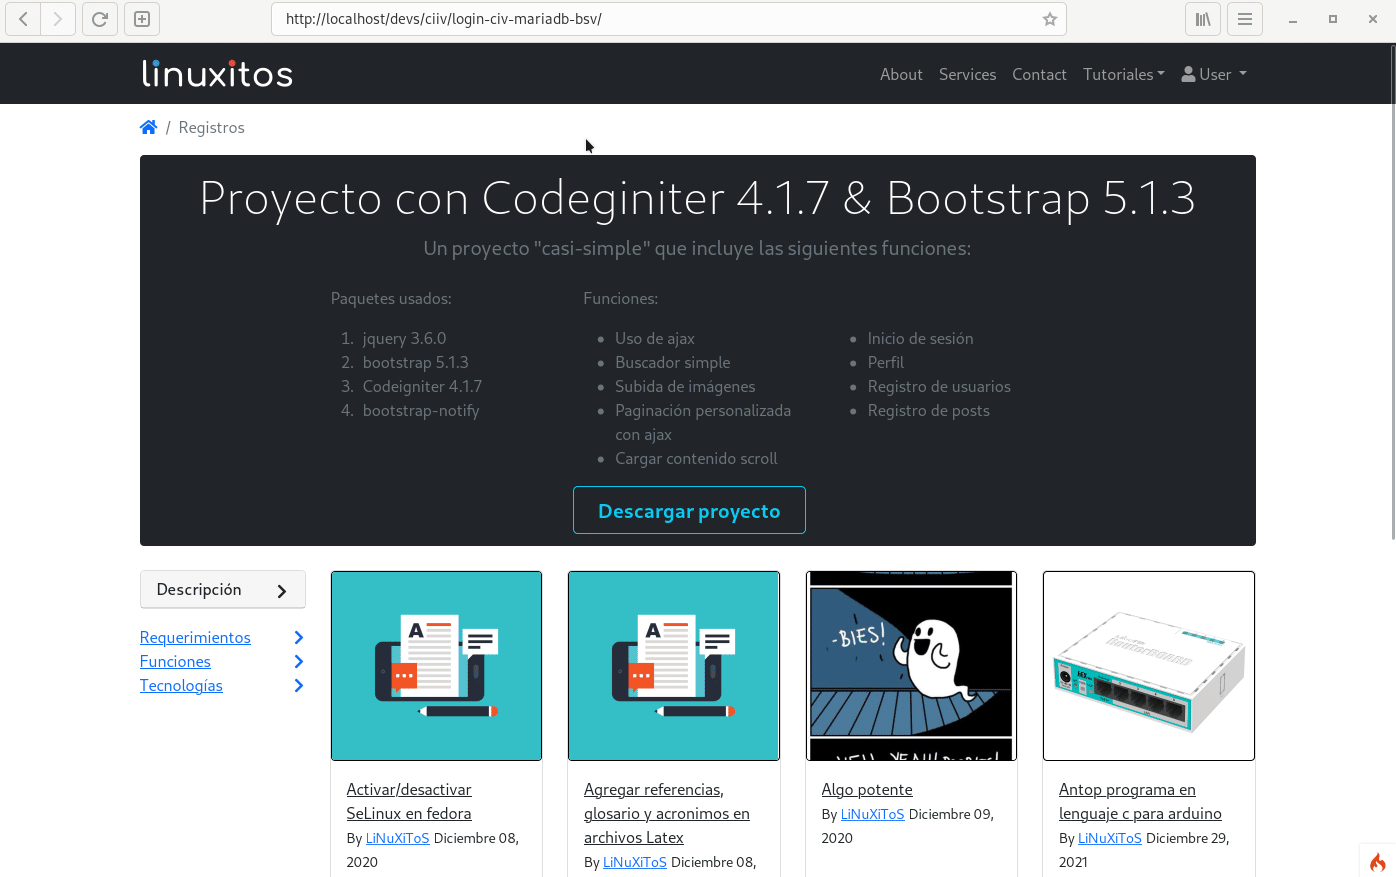 http://localhost/devs/ciiv/login-civ-mariadb-bsv/
linuxitos
About Services Contact Tutoriales User
/ Registros
Proyecto con Codeginiter 4.1.7 & Bootstrap 5.1.3
Un proyecto "casi-simple" que incluye las siguientes funciones:
Paquetes usados:
1. jquery 3.6.0
2. bootstrap 5.1.3
3. Codeigniter 4.1.7
4. bootstrap-notify
Funciones:
• Uso de ajax
• Buscador simple
• Subida de imágenes
• Paginación personalizada
con ajax
• Cargar contenido scroll
• Inicio de sesión
• Perfil
• Registro de usuarios
• Registro de posts
Descargar proyecto
Descripción
Requerimientos
Funciones
Tecnologías
A
Activar/desactivar
SeLinux en fedora
By LiNuXiToS Diciembre 08,
2020
A
Agregar referencias,
glosario y acronimos en
archivos Latex
By LiNuXiToS Diciembre 08,
-BIES!
Algo potente
By LiNuXiToS Diciembre 09,
2020
Antop programa en
lenguaje c para arduino
By LiNuXiToS Diciembre 29,
2021